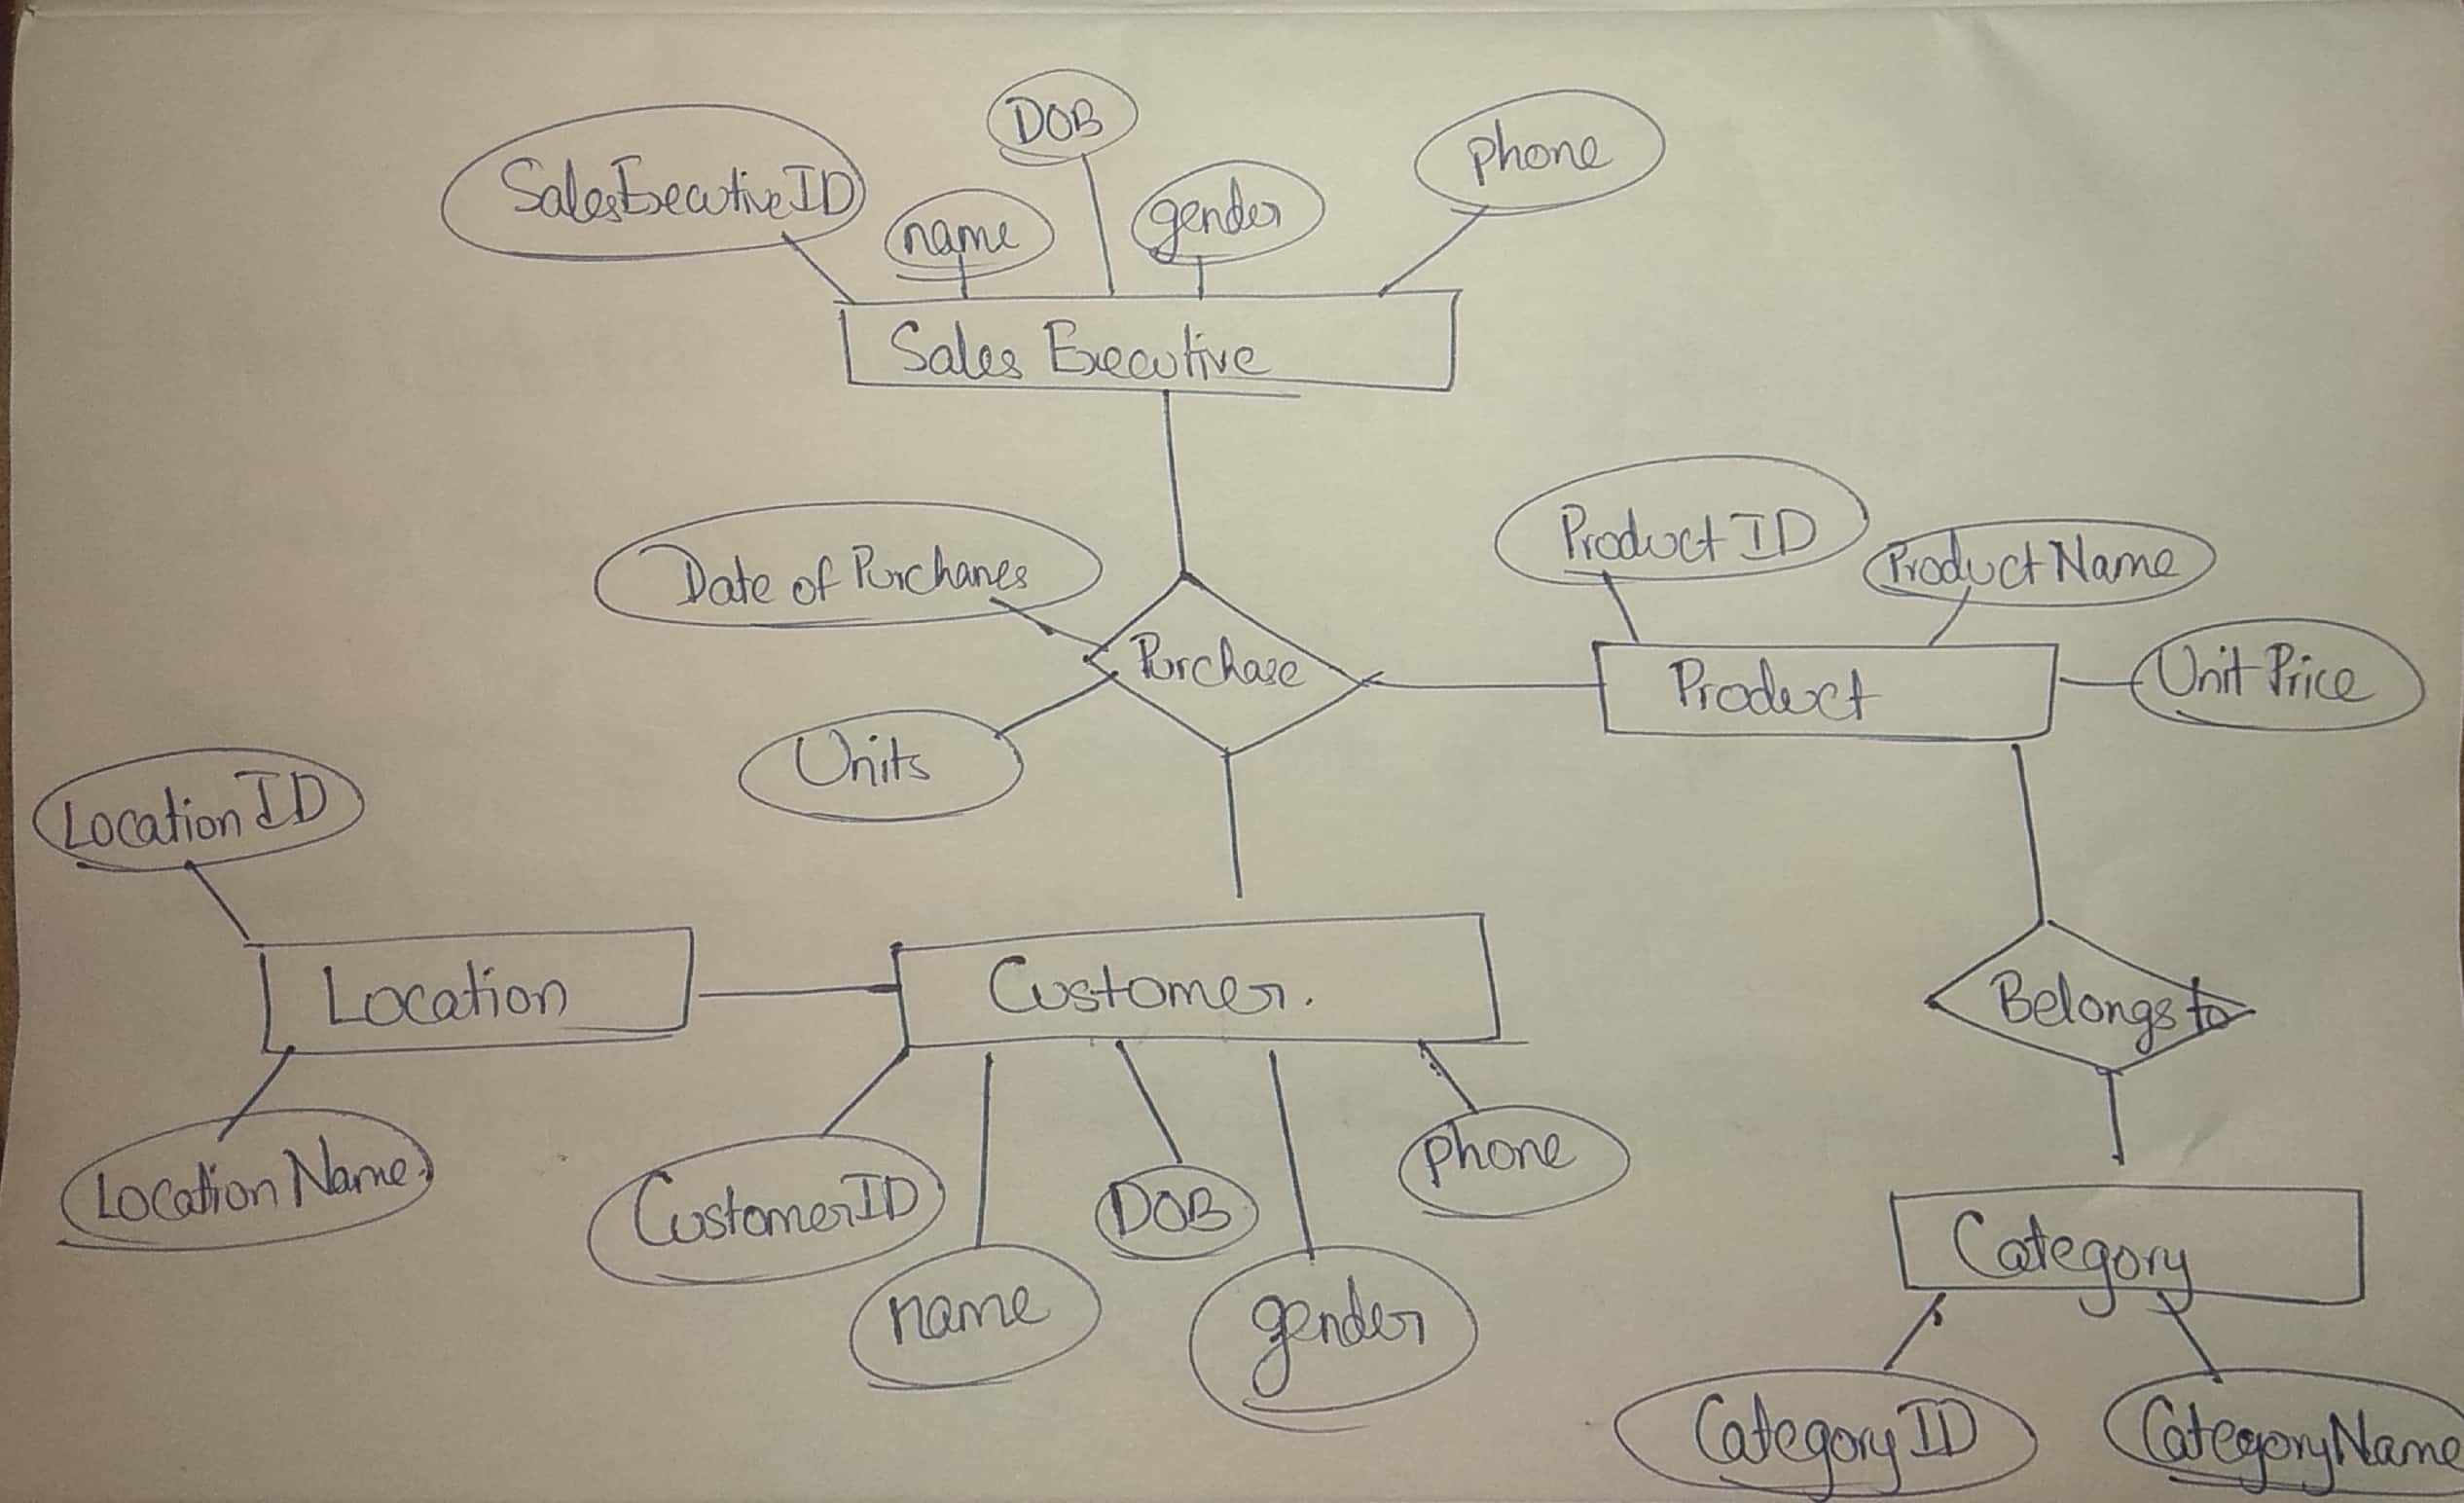 DOB
phone
SalesExecutiveID
name
gender
Sales Executive
Date of Purchanes
Product ID
Product Name
Purchase
Product
Unit Price
Units
Location ID
Location
Customer.
Belongs to
Location Name.
CustomerID
DOB
phone
name
gender
Category
Category ID
CategoryName